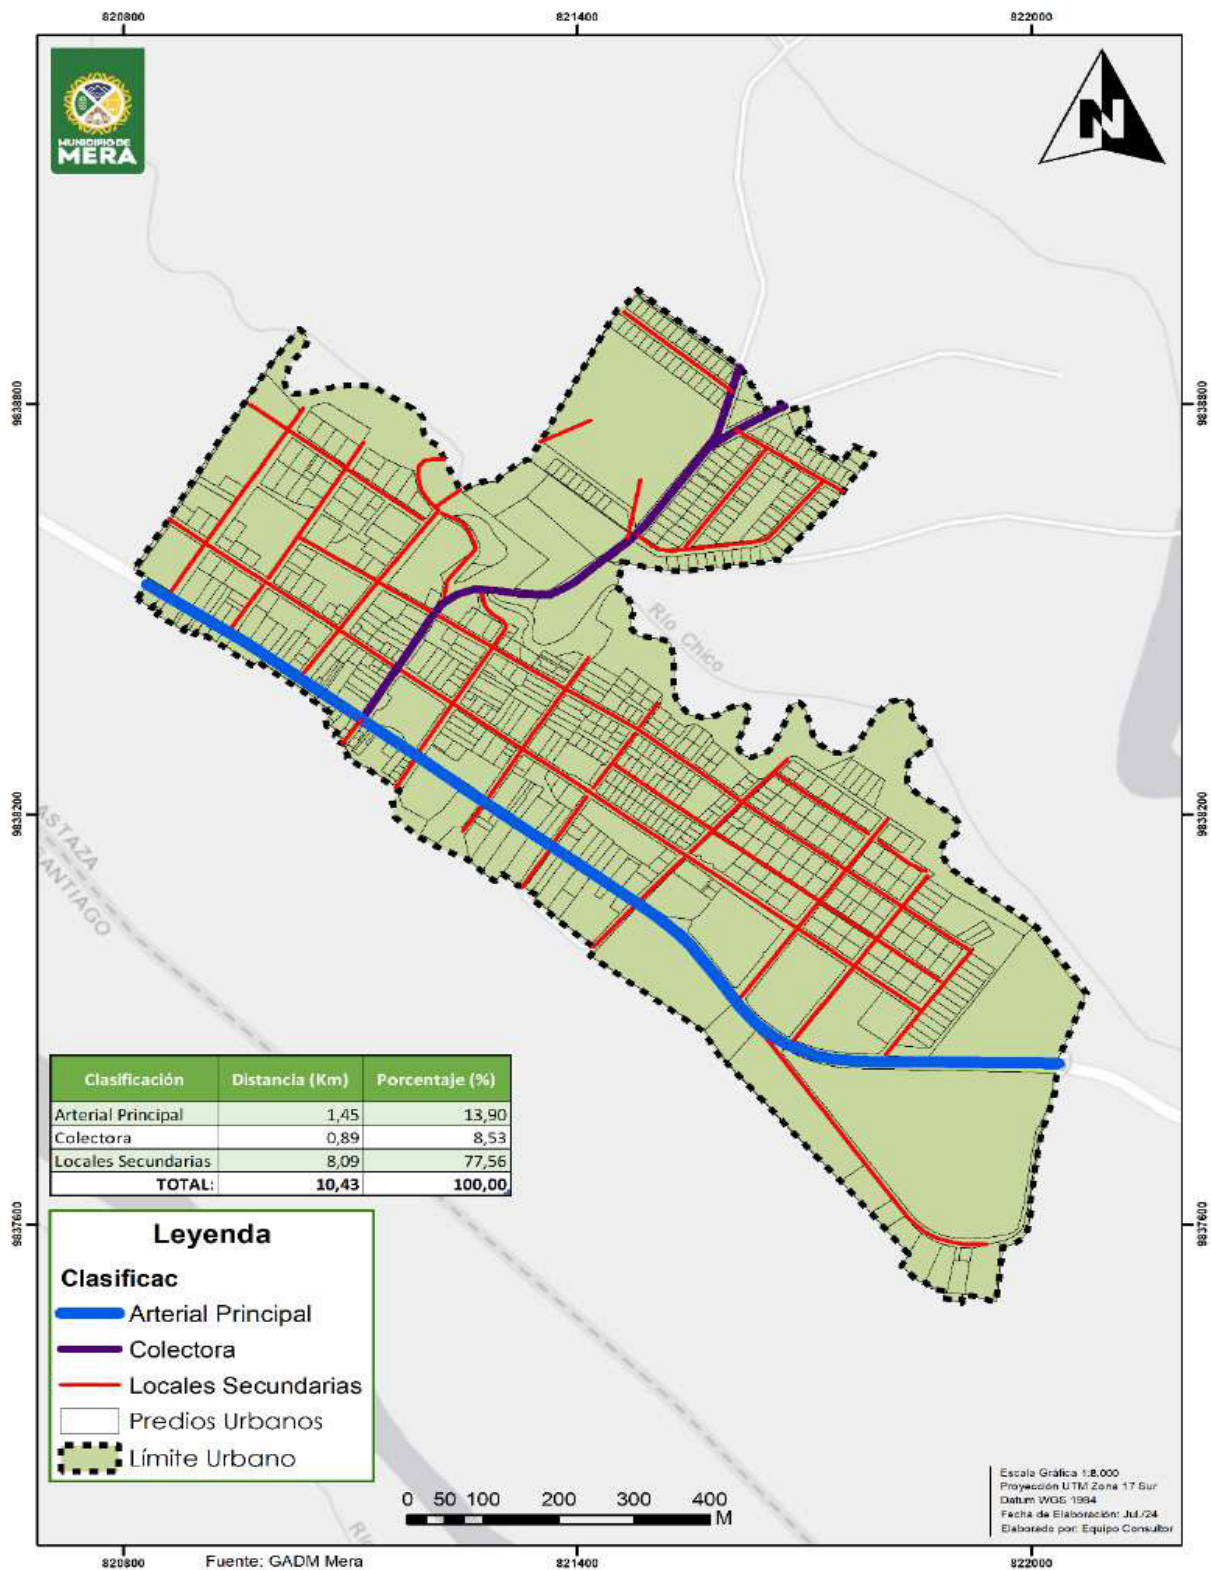 820800 821400 822000
MUNICIPIO DE
MERA
N
9838800 9838800
Río Chico
9838200 9838200
ASTAZA
ANTIAGO
Clasificación Distancia (Km) Porcentaje (%)
Arterial Principal 1,45 13,90
Colectora 0,89 8,53
Locales Secundarias 8,09 77,56
TOTAL: 10,43 100,00
9837600 9837600
Leyenda
Clasificac
Arterial Principal
Colectora
Locales Secundarias
Predios Urbanos
Límite Urbano
0 50 100 200 300 400
M
Escala Gráfica 1:8.000
Proyección UTM Zona 17 Sur
Datum WGS 1984
Fecha de Elaboración: Jul./24
Elaborado por: Equipo Consultor
Fuente: GADM Mera
820800 821400 822000